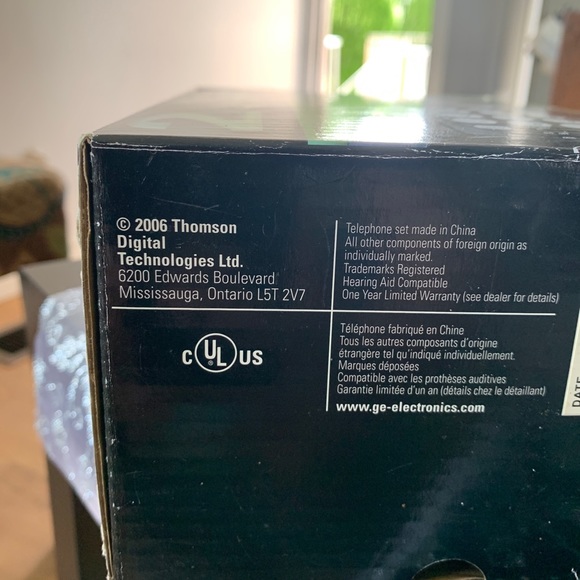 © 2006 Thomson
Digital
Technologies Ltd.
6200 Edwards Boulevard
Mississauga, Ontario L5T 2V7
Telephone set made in China
All other components of foreign origin as
individually marked.
Trademarks Registered
Hearing Aid Compatible
One Year Limited Warranty (see dealer for details)
C UL ® US
Téléphone fabriqué en Chine
Tous les autres composants d'origine
étrangère tel qu'indiqué individuellement.
Marques déposées
Compatible avec les prothèses auditives
Garantie limitée d'un an (détails chez le détaillant)
www.ge-electronics.com
DATE